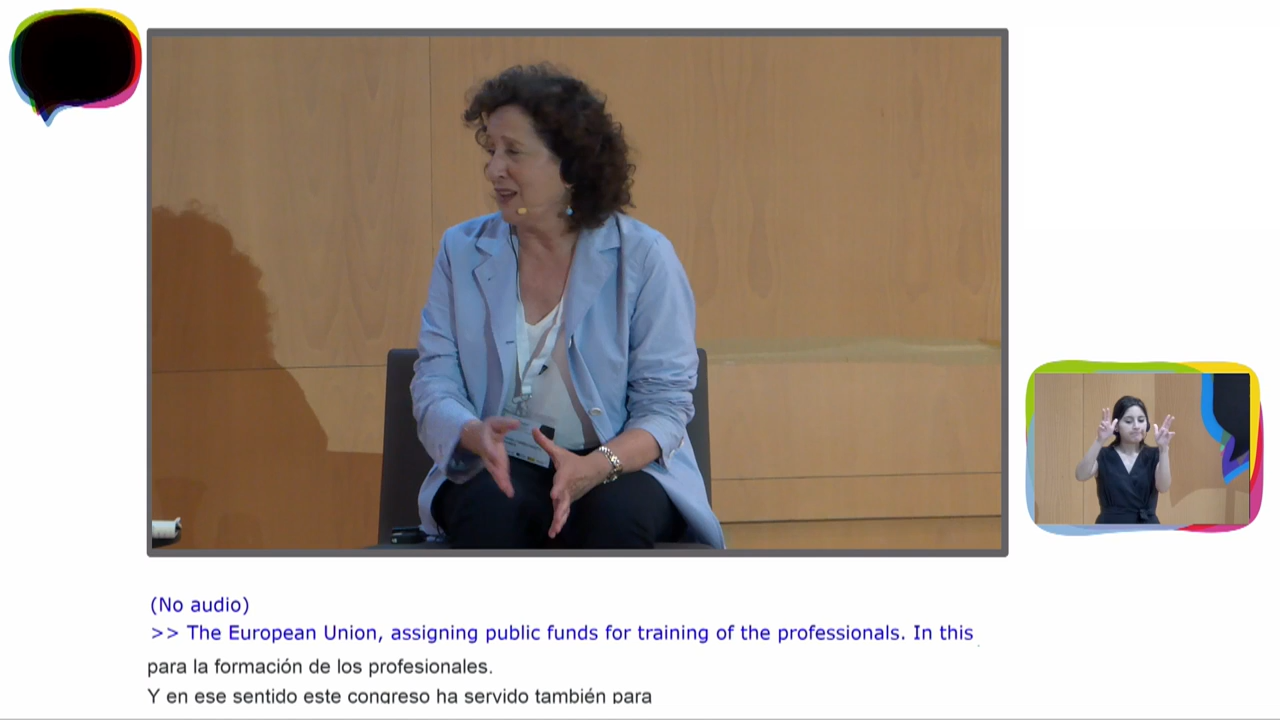 (No audio)
>> The European Union, assigning public funds for training of the professionals. In this
para la formación de los profesionales.
Y en ese sentido este congreso ha servido también para